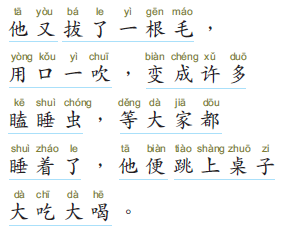 tā yòu bá le yì gēn máo
他又拔了一根毛，
yòng kǒu yì chuī biàn chéng xǔ duō
用口一吹，变成许多
kē shuì chóng děng dà jiā dōu
瞌睡虫，等大家都
shuì zháo le tā biàn tiào shàng zhuō zi
睡着了，他便跳上桌子
dà chī dà hē
大吃大喝。